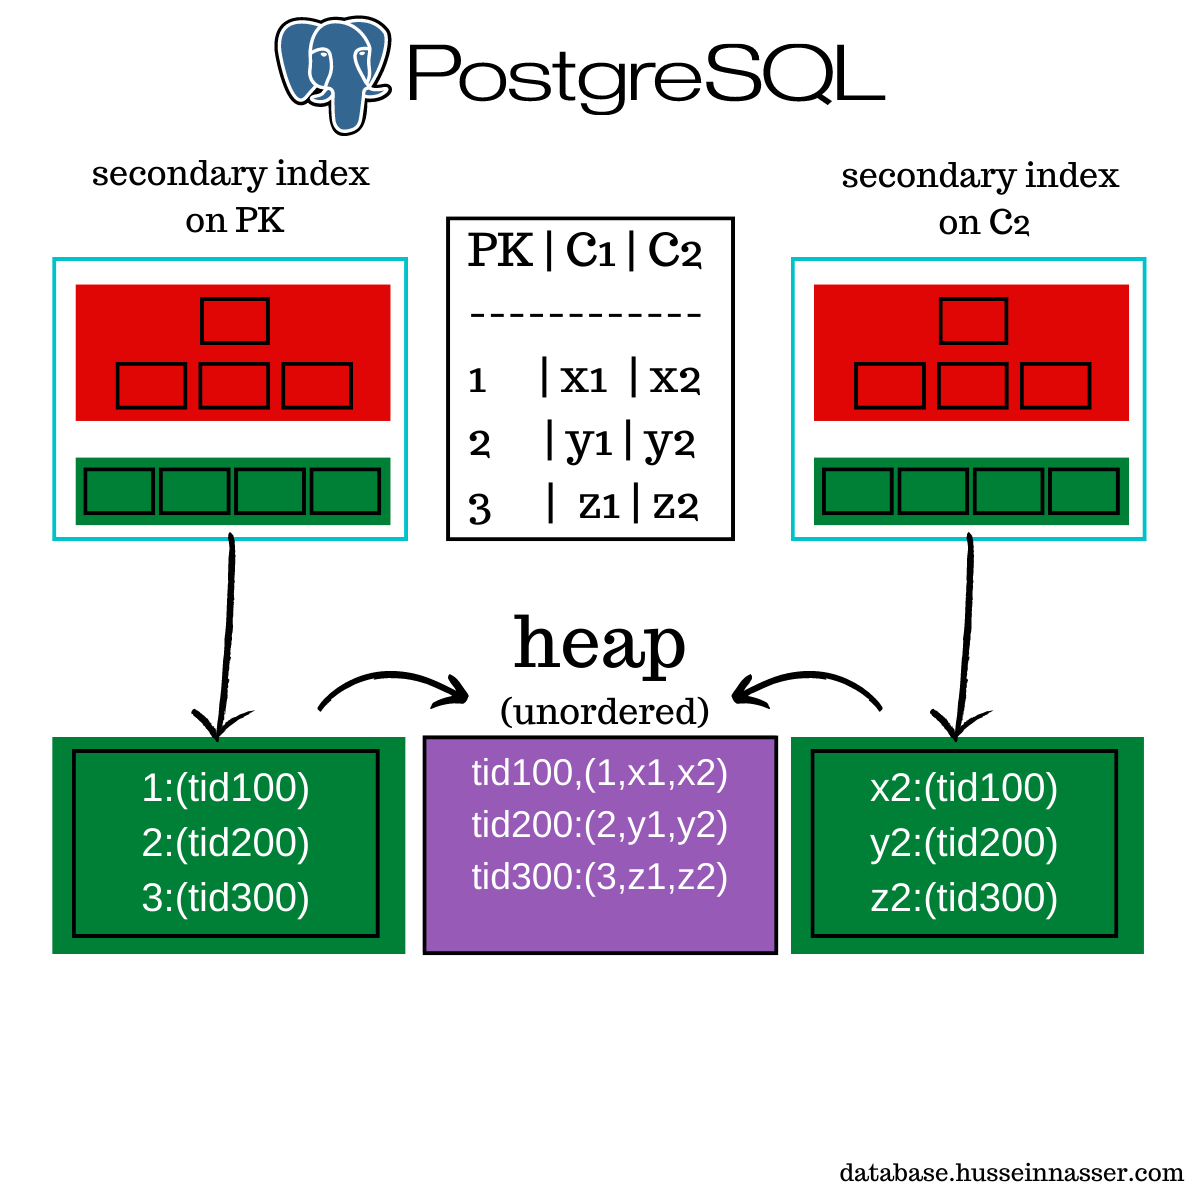 PostgreSQL
secondary index
on PK
secondary index
on C2
PK|C1|C2
------------
1 |x1 |x2
2 |y1|y2
3 | z1|z2
heap
(unordered)
1:(tid100)
2:(tid200)
3:(tid300)
tid100,(1,x1,x2)
tid200:(2,y1,y2)
tid300:(3,z1,z2)
x2:(tid100)
y2:(tid200)
z2:(tid300)
database.husseinnasser.com